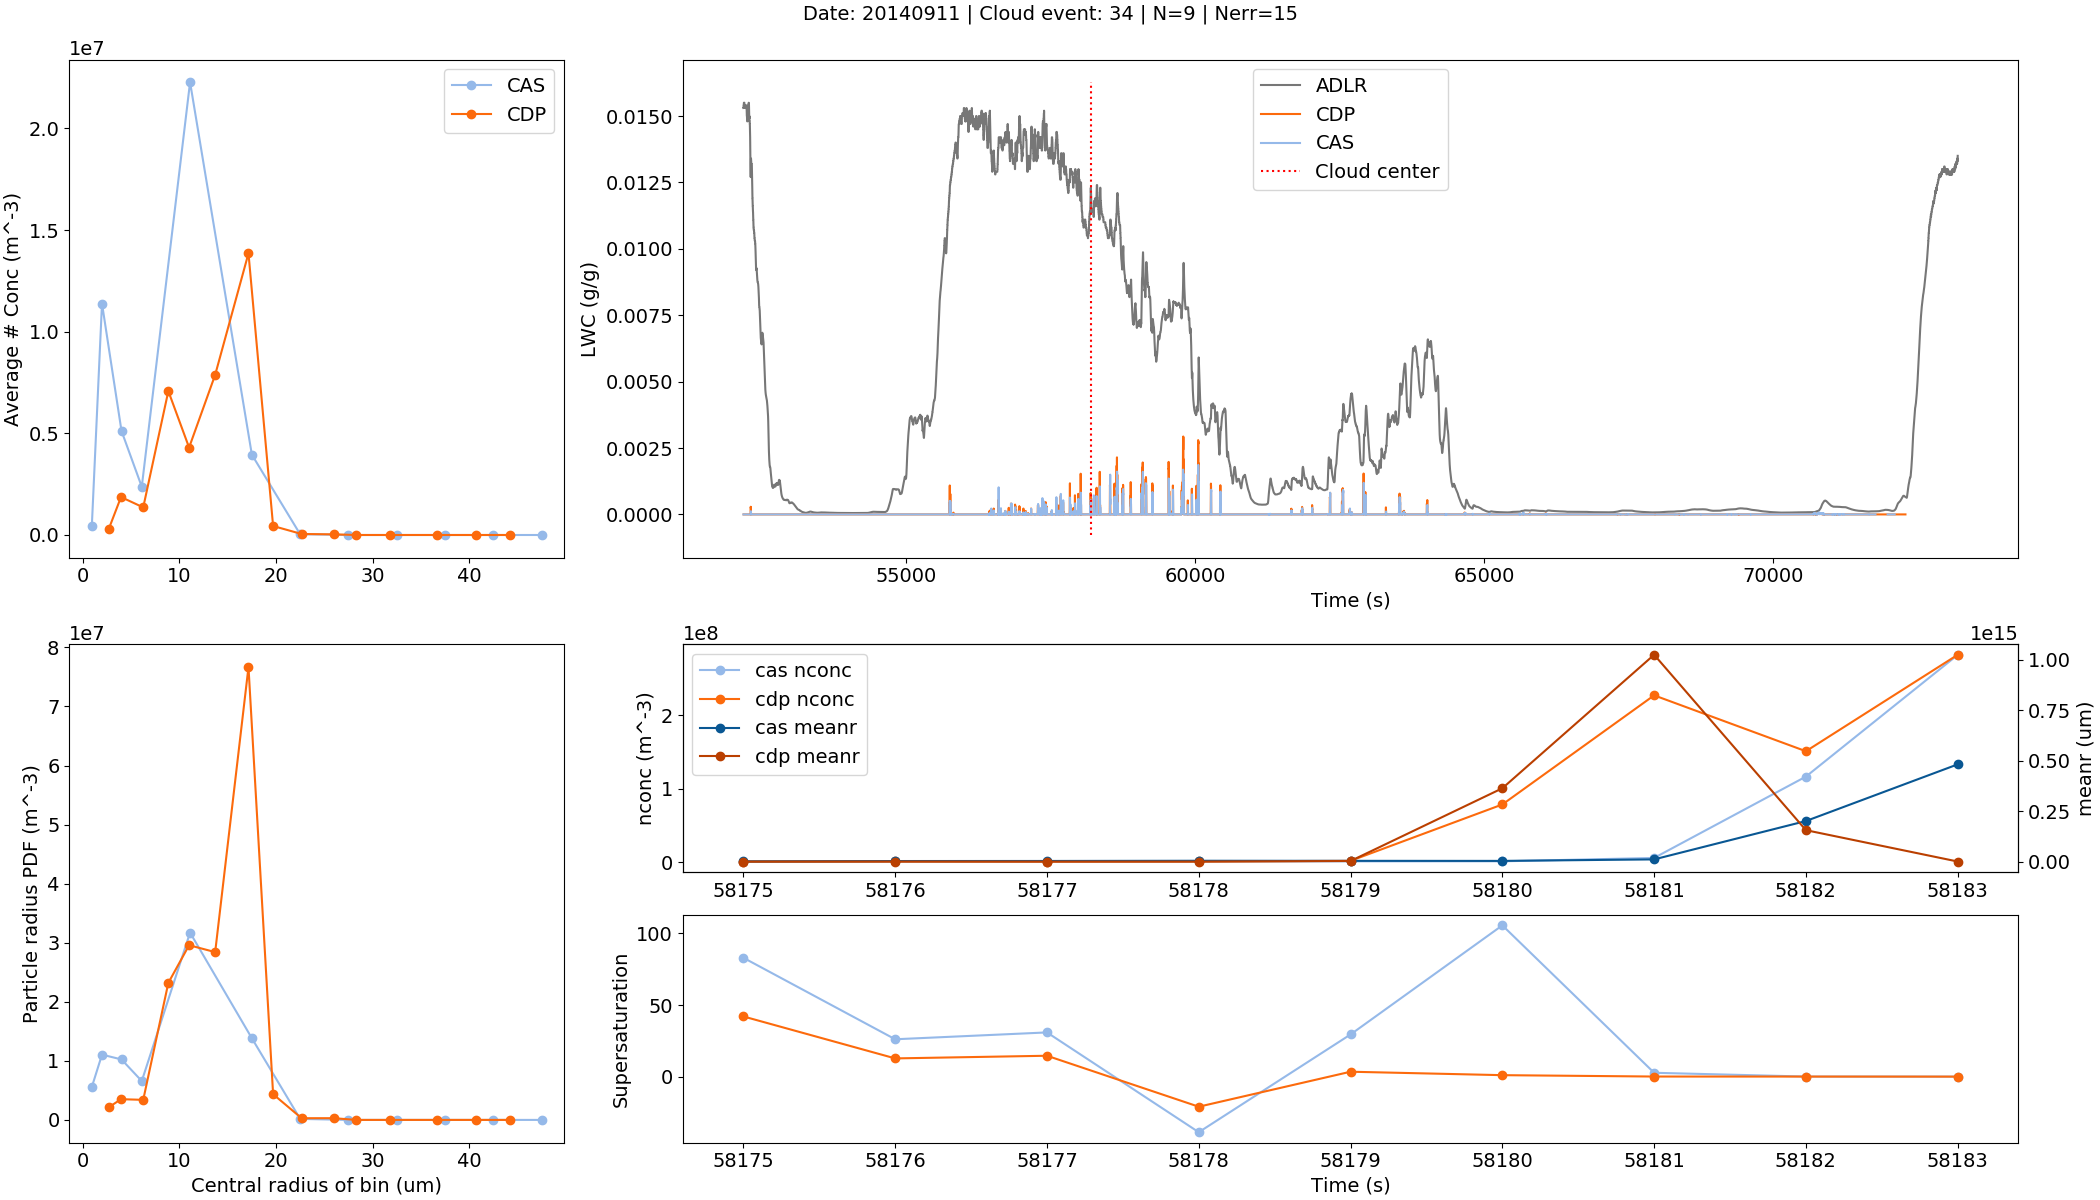 Date: 20140911 | Cloud event: 34 | N=9 | Nerr=15
1e7
Average # Conc (m^-3)
2.0
1.5
1.0
0.5
0.0
0 10 20 30 40
CAS
CDP
LWC (g/g)
0.0150
0.0125
0.0100
0.0075
0.0050
0.0025
0.0000
55000 60000 65000 70000
Time (s)
ADLR
CDP
CAS
Cloud center
1e7
Particle radius PDF (m^-3)
8
7
6
5
4
3
2
1
0
0 10 20 30 40
Central radius of bin (um)
1e8
1e15
nconc (m^-3)
2
1
0
cas nconc
cdp nconc
cas meanr
cdp meanr
1.00
0.75
0.50
0.25
0.00
meanr (um)
58175 58176 58177 58178 58179 58180 58181 58182 58183
Supersaturation
100
50
0
58175 58176 58177 58178 58179 58180 58181 58182 58183
Time (s)